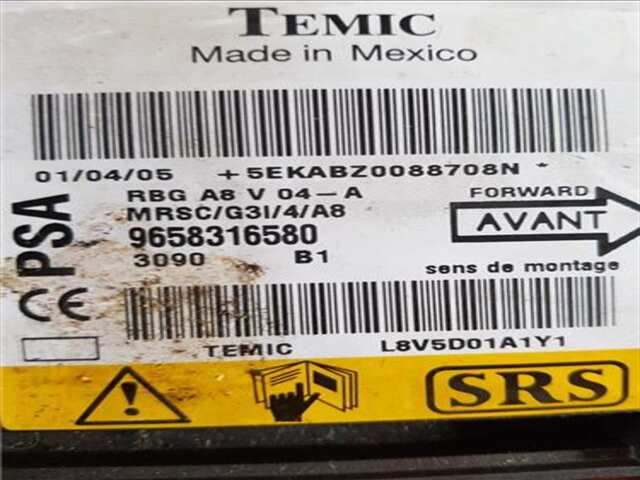 TEMIC
Made in Mexico
01/04/05 +5EKABZ0088708N *
RBG A8 V 04-A
MRSC/G3I/4/A8
9658316580
3090 B1
FORWARD
AVANT
sens de montage
PSA
CE
TEMIC L8V5D01A1Y1
SRS